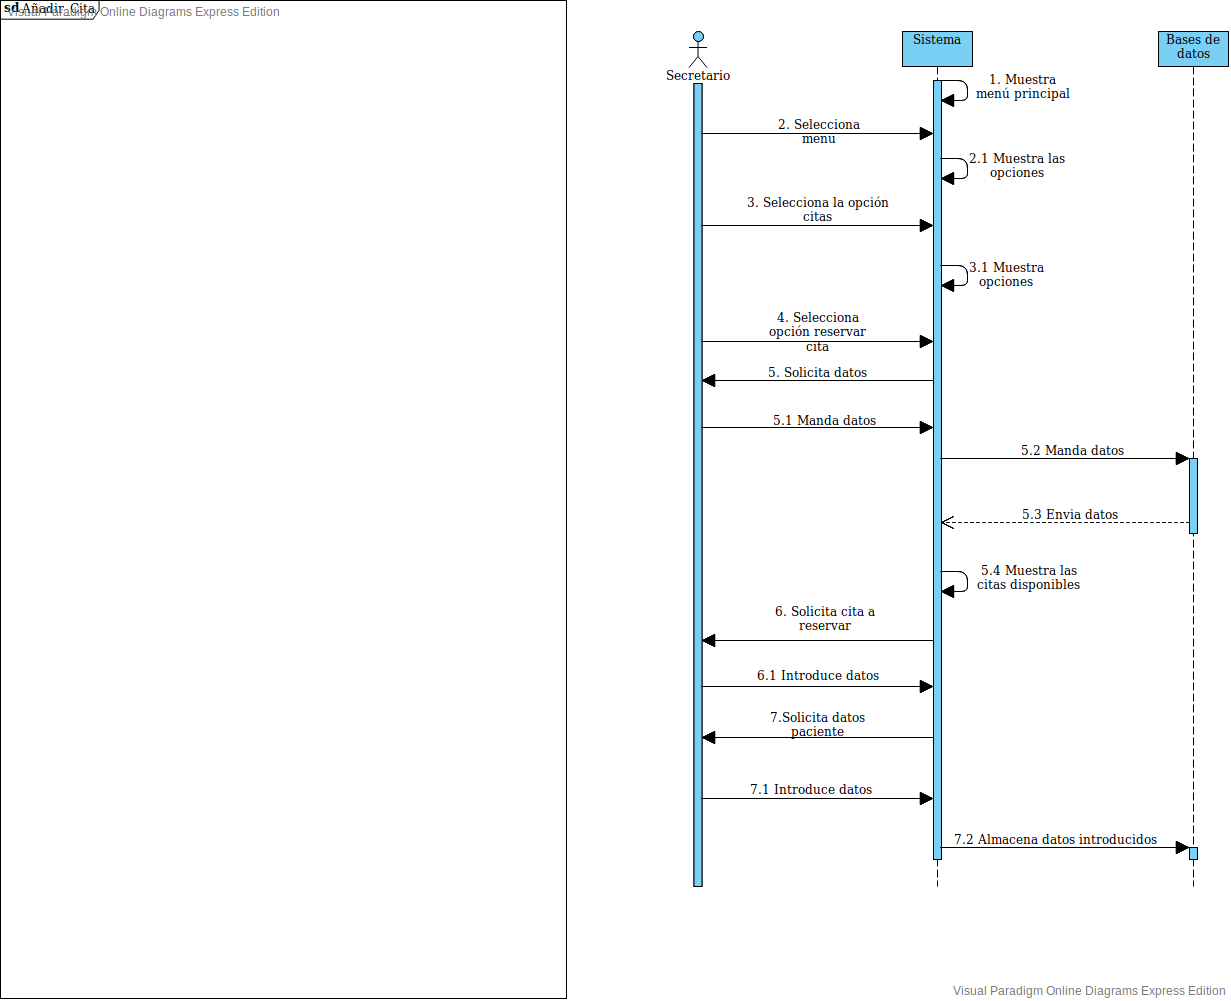 sd Añadir_Cita
Visual Paradigm Online Diagrams Express Edition
Secretario
Sistema
Bases de
datos
1. Muestra
menú principal
2. Selecciona
menu
2.1 Muestra las
opciones
3. Selecciona la opción
citas
3.1 Muestra
opciones
4. Selecciona
opción reservar
cita
5. Solicita datos
5.1 Manda datos
5.2 Manda datos
5.3 Envia datos
5.4 Muestra las
citas disponibles
6. Solicita cita a
reservar
6.1 Introduce datos
7.Solicita datos
paciente
7.1 Introduce datos
7.2 Almacena datos introducidos
Visual Paradigm Online Diagrams Express Edition